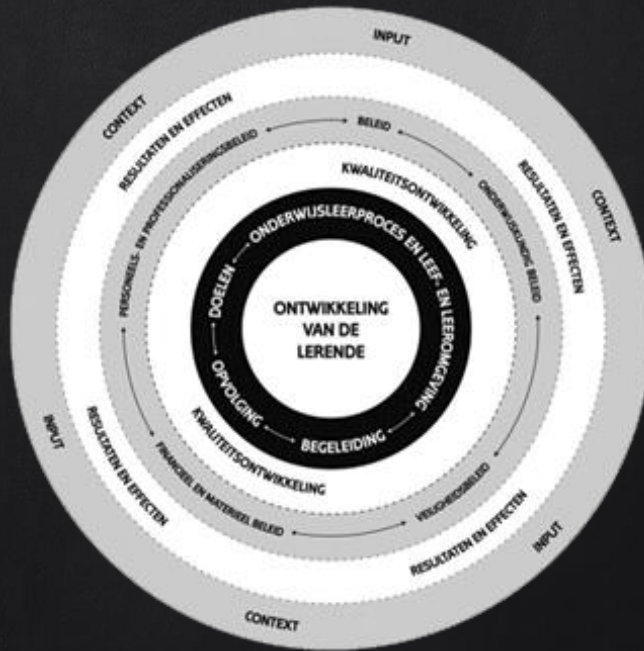 INPUT
CONTEXT
CONTEXT
INPUT
INPUT
CONTEXT
RESULTATEN EN EFFECTEN
RESULTATEN EN EFFECTEN
RESULTATEN EN EFFECTEN
RESULTATEN EN EFFECTEN
BELEID
PERSONEELS- EN PROFESSIONALISERINGSBELEID
ONDERWIJSKUNDIG BELEID
FINANCIEEL EN MATERIEEL BELEID
VEILIGHEIDSBELEID
KWALITEITSONTWIKKELING
KWALITEITSONTWIKKELING
ONDERWIJSLEERPROCES EN LEEF- EN LEEROMGEVING
DOELEN
OPVOLGING
BEGELEIDING
ONTWIKKELING
VAN DE
LERENDE